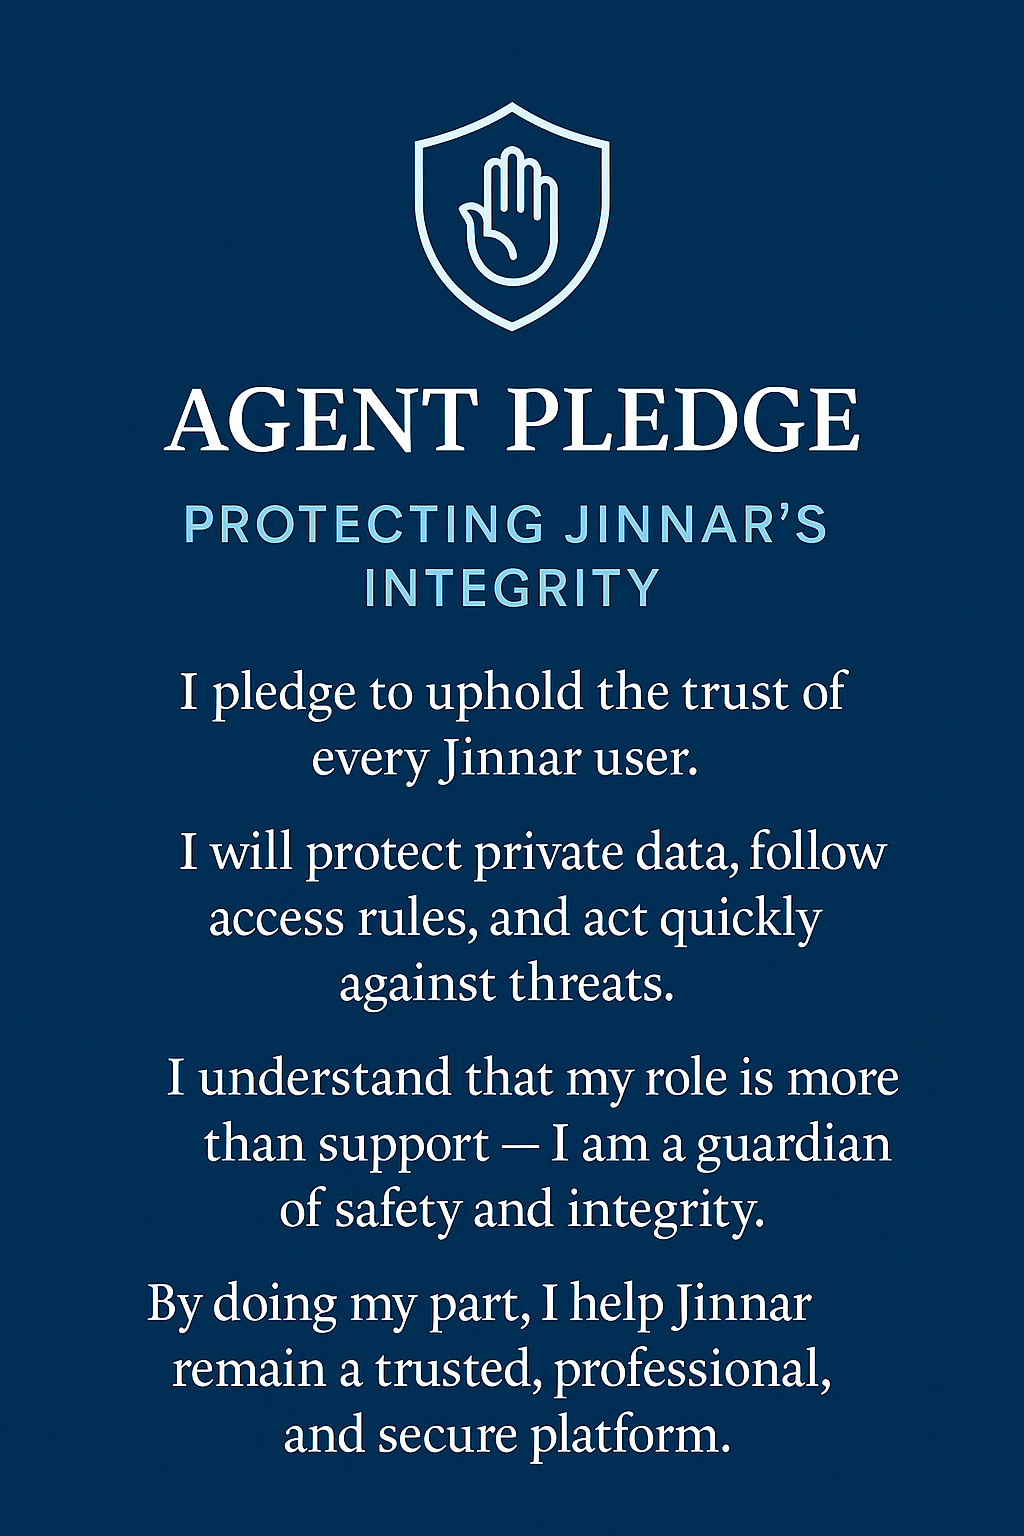 AGENT PLEDGE
PROTECTING JINNAR’S
INTEGRITY
I pledge to uphold the trust of
every Jinnar user.
I will protect private data, follow
access rules, and act quickly
against threats.
I understand that my role is more
than support — I am a guardian
of safety and integrity.
By doing my part, I help Jinnar
remain a trusted, professional,
and secure platform.